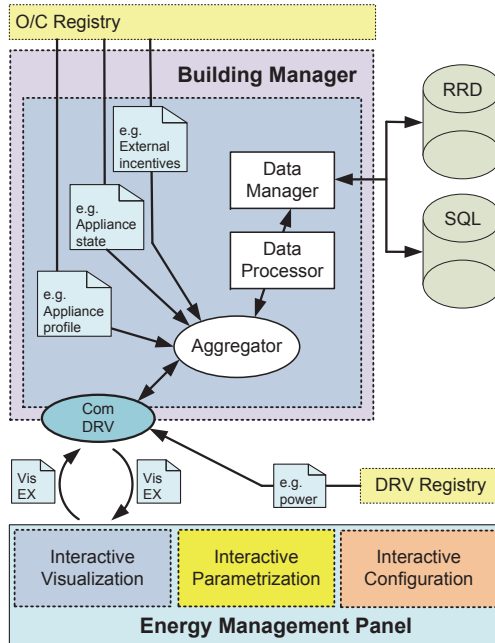 O/C Registry
Building Manager
RRD
e.g.
External
incentives
Data
Manager
e.g.
Appliance
state
SQL
Data
Processor
e.g.
Appliance
profile
Aggregator
Com
DRV
Vis
EX
Vis
EX
e.g.
power
DRV Registry
Interactive
Visualization
Interactive
Parametrization
Interactive
Configuration
Energy Management Panel